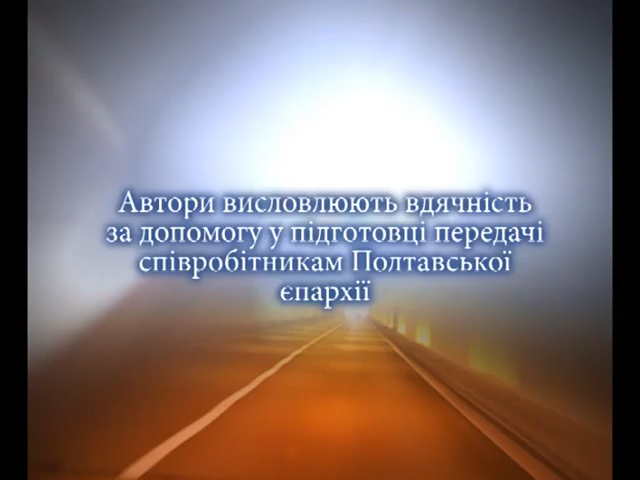 Автори висловлюють вдячність
за допомогу у підготовці передачі
співробітникам Полтавської
єпархії